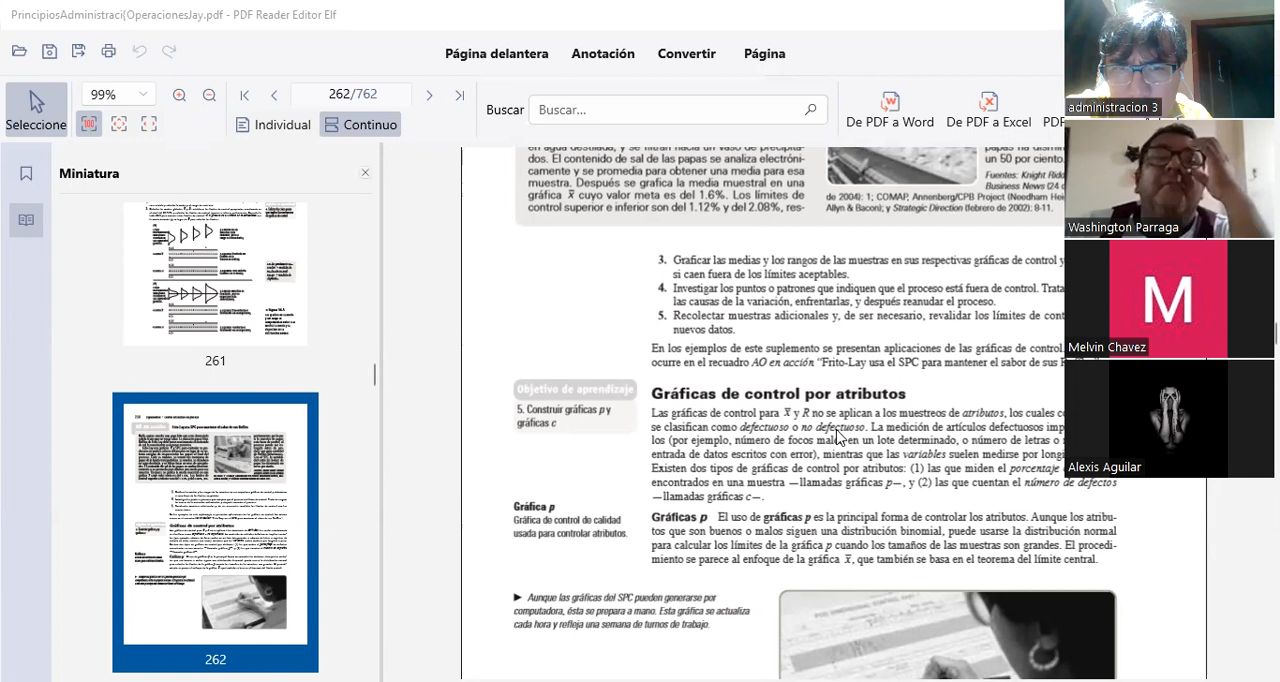 PrincipiosAdministraci{OperacionesJay.pdf - PDF Reader Editor Elf
Página delantera
Anotación
Convertir
Página
Seleccione
99%
262/762
Individual
Continuo
Buscar
Buscar...
De PDF a Word
De PDF a Excel
PDF
Miniatura
261
262
en agua destilada, y se filtran hacia un vaso de precipita-
dos. El contenido de sal de las papas se analiza electróni-
camente y se promedia para obtener una media para esa
muestra. Después se grafica la media muestral en una
gráfica x̄ cuyo valor meta es del 1.6%. Los límites de
control superior e inferior son del 1.12% y del 2.08%, res-
papas ha
un 50 por ciento.
Fuentes: Knight
Business News (24
de 2004): 1; COMAP, Annenberg/CPB Project (Needham
Allyn & Bacon); y Strategic Direction (febrero de 2002): 8-11.
3. Graficar las medias y los rangos de las muestras en sus respectivas gráficas de control y
si caen fuera de los límites aceptables.
4. Investigar los puntos o patrones que indiquen que el proceso está fuera de control.
las causas de la variación, enfrentarlas, y después reanudar el proceso.
5. Recolectar muestras adicionales y, de ser necesario, revalidar los límites de
nuevos datos.
En los ejemplos de este suplemento se presentan aplicaciones de las gráficas de control.
ocurre en el recuadro AO en acción “Frito-Lay usa el SPC para mantener el sabor de sus
Objetivo de aprendizaje
5. Construir gráficas p y
gráficas c
Gráficas de control por atributos
Las gráficas de control para x̄ y R no se aplican a los muestreos de atributos, los cuales
se clasifican como defectuoso o no defectuoso. La medición de artículos defectuosos
los (por ejemplo, número de focos malos en un lote determinado, o número de letras o
entrada de datos escritos con error), mientras que las variables suelen medirse por
Existen dos tipos de gráficas de control por atributos: (1) las que miden el porcentaje
encontrados en una muestra —llamadas gráficas p—, y (2) las que cuentan el número de defectos
—llamadas gráficas c—.
Gráfica p
Gráfica de control de calidad
usada para controlar atributos.
Gráficas p El uso de gráficas p es la principal forma de controlar los atributos. Aunque los atribu-
tos que son buenos o malos siguen una distribución binomial, puede usarse la distribución normal
para calcular los límites de la gráfica p cuando los tamaños de las muestras son grandes. El procedi-
miento se parece al enfoque de la gráfica x̄, que también se basa en el teorema del límite central.
► Aunque las gráficas del SPC pueden generarse por
computadora, ésta se prepara a mano. Esta gráfica se actualiza
cada hora y refleja una semana de turnos de trabajo.
administracion 3
Washington Parraga
M
Melvin Chavez
Alexis Aguilar